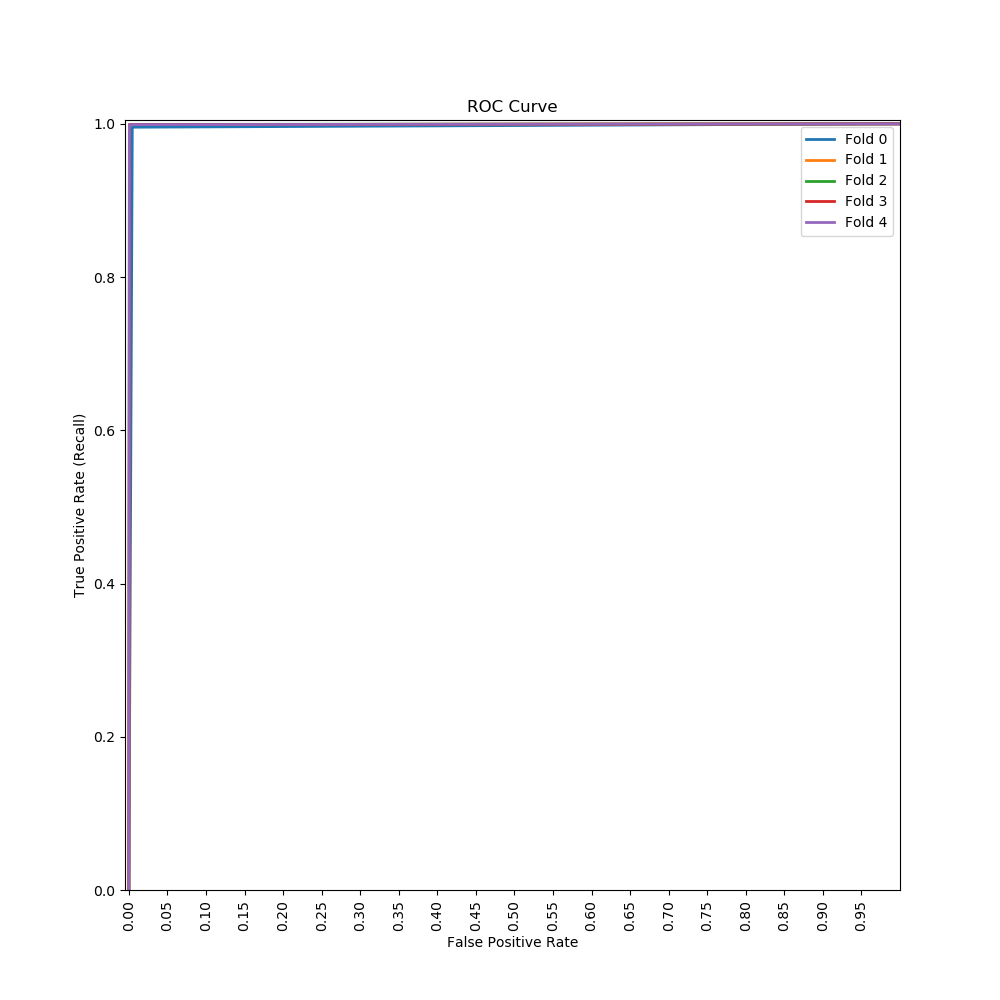 ROC Curve
1.0
0.8
0.6
0.4
0.2
0.0
True Positive Rate (Recall)
Fold 0
Fold 1
Fold 2
Fold 3
Fold 4
0.00 0.05 0.10 0.15 0.20 0.25 0.30 0.35 0.40 0.45 0.50 0.55 0.60 0.65 0.70 0.75 0.80 0.85 0.90 0.95
False Positive Rate